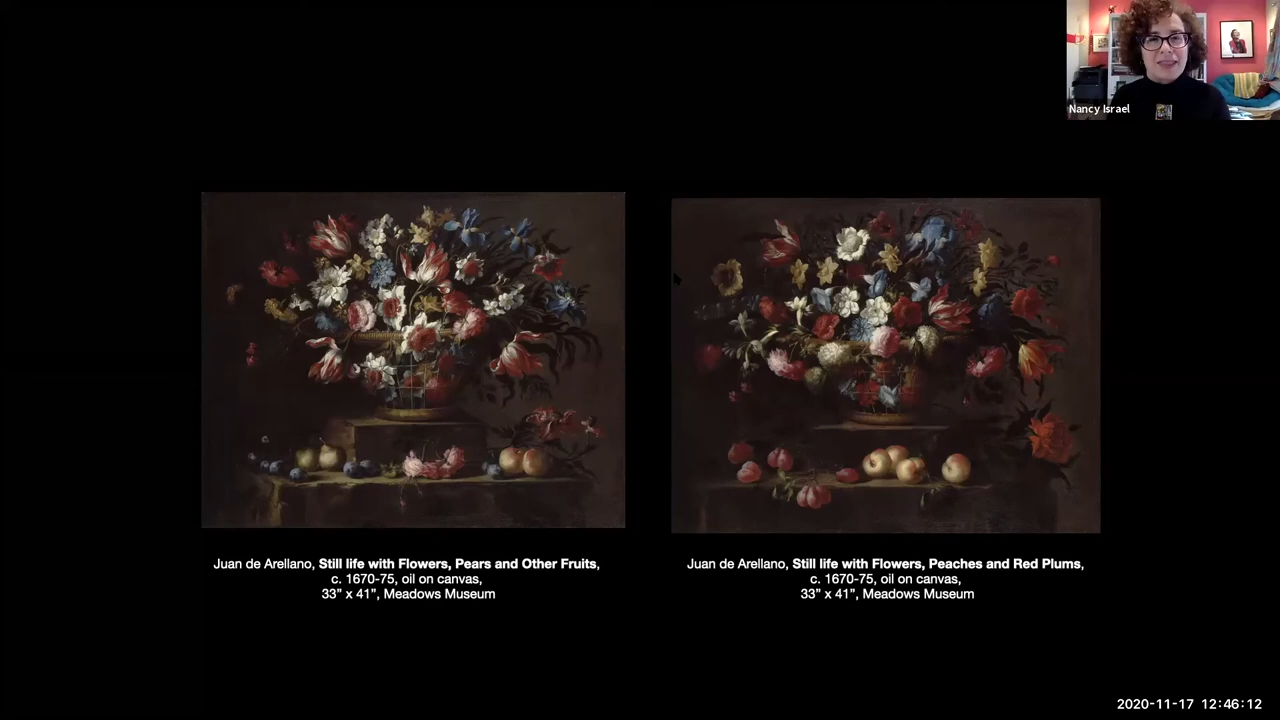 Nancy Israel
Juan de Arellano, Still life with Flowers, Pears and Other Fruits,
c. 1670-75, oil on canvas,
33” x 41”, Meadows Museum
Juan de Arellano, Still life with Flowers, Peaches and Red Plums,
c. 1670-75, oil on canvas,
33” x 41”, Meadows Museum
2020-11-17 12:46:12